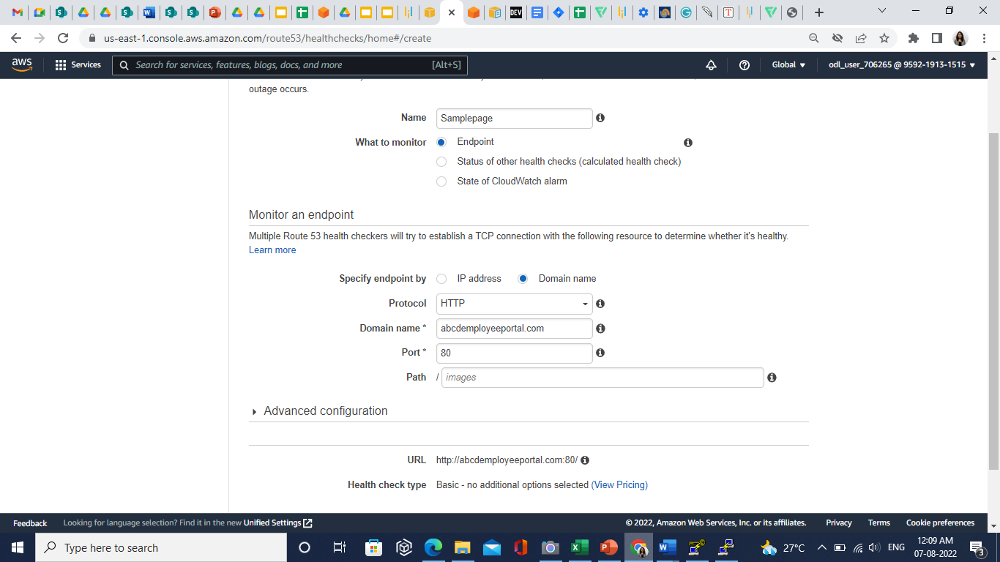 us-east-1.console.aws.amazon.com/route53/healthchecks/home#/create
aws
Services
Search for services, features, blogs, docs, and more
[Alt+S]
Global
odl_user_706265 @ 9592-1913-1515
outage occurs.
Name
Samplepage
What to monitor
Endpoint
Status of other health checks (calculated health check)
State of CloudWatch alarm
Monitor an endpoint
Multiple Route 53 health checkers will try to establish a TCP connection with the following resource to determine whether it's healthy.
Learn more
Specify endpoint by
IP address
Domain name
Protocol
HTTP
Domain name *
abcdemployeeportal.com
Port *
80
Path
/ images
Advanced configuration
URL
http://abcdemployeeportal.com:80/
Health check type
Basic - no additional options selected (View Pricing)
Feedback
Looking for language selection? Find it in the new Unified Settings
© 2022, Amazon Web Services, Inc. or its affiliates.
Privacy
Terms
Cookie preferences
Type here to search
27°C
ENG
12:09 AM
07-08-2022
3